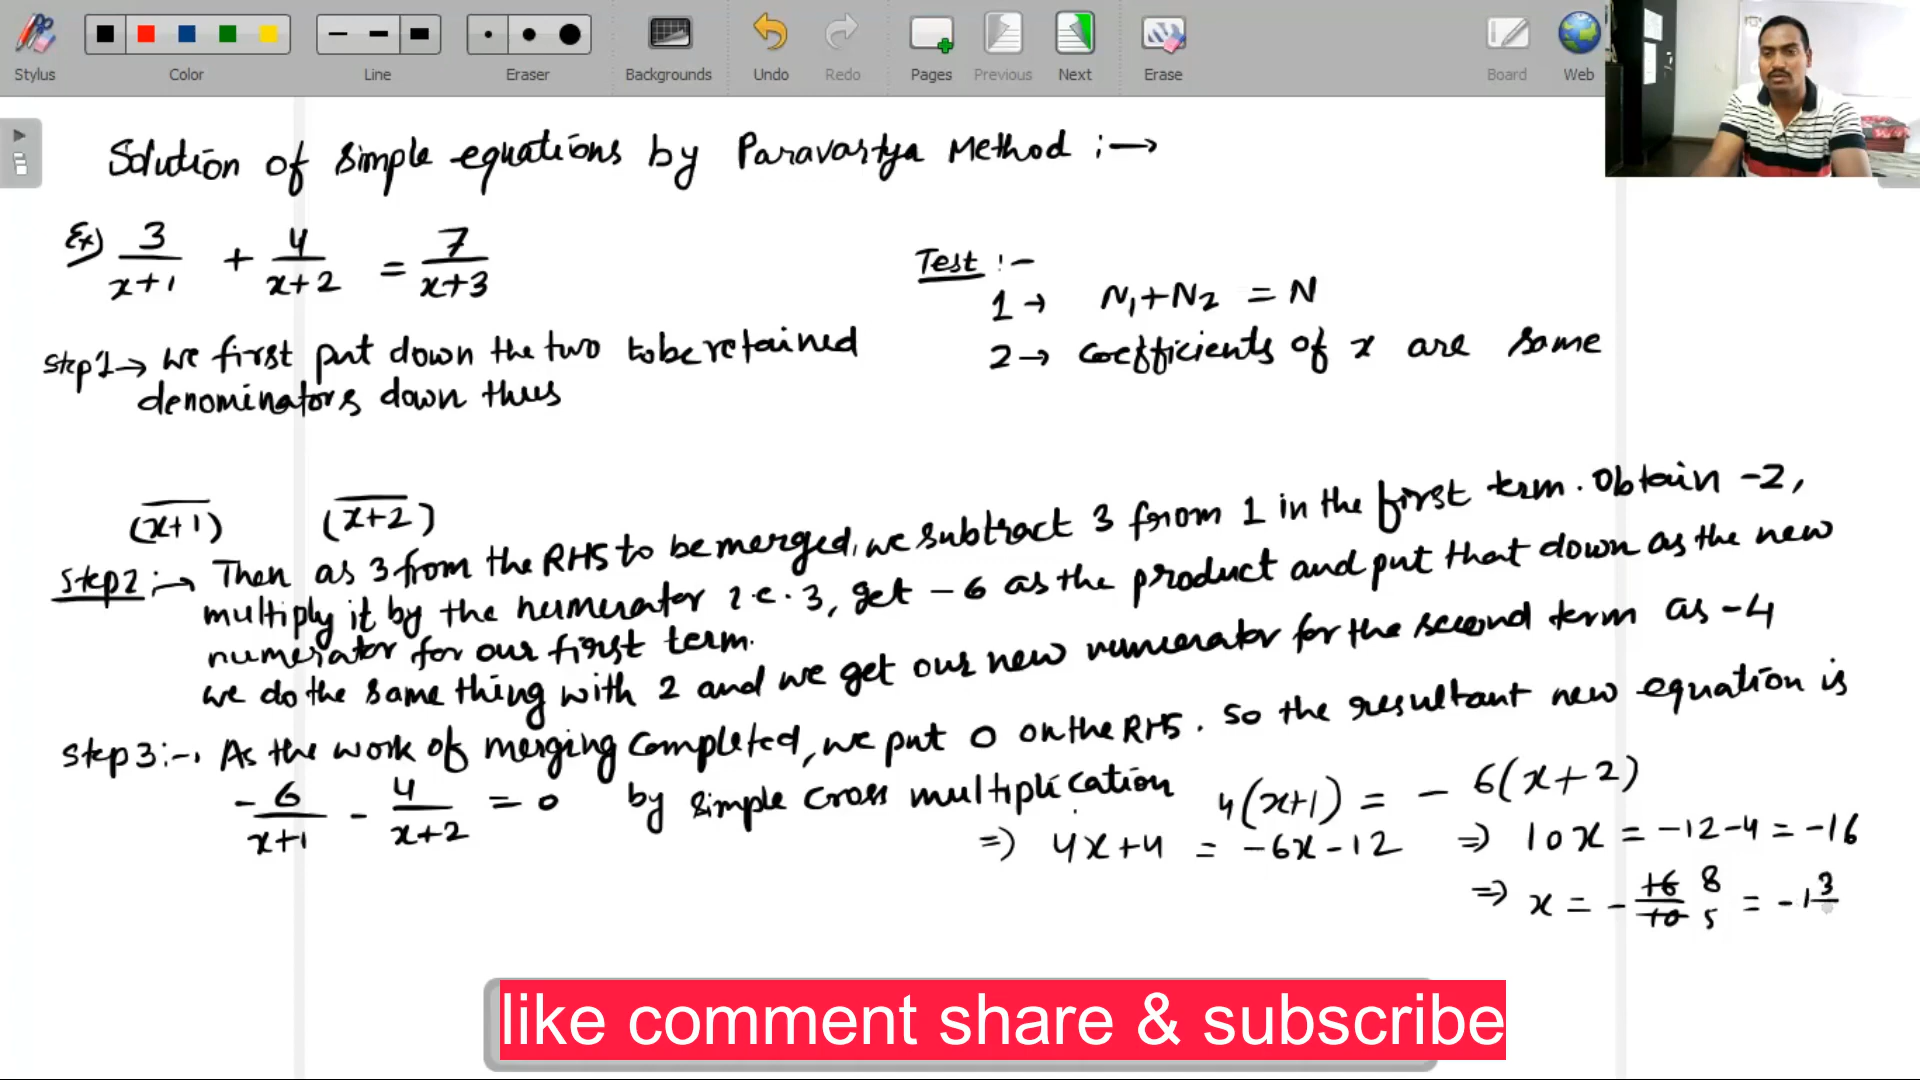 Stylus Color Line Eraser Backgrounds Undo Redo Pages Previous Next Erase Board Web
Solution of simple equations by Paravartya Method :→
Ex) 3/(x+1) + 4/(x+2) = 7/(x+3)
Test :-
1 → N₁+N₂ = N
2 → coefficients of x are same
Step 1 → we first put down the two to be retained
denominators down thus
(x+1) (x+2)
Step 2 :→ Then as 3 from the RHS to be merged, we subtract 3 from 1 in the first term. Obtain -2,
multiply it by the numerator i.e. 3, get -6 as the product and put that down as the new
numerator for our first term.
we do the same thing with 2 and we get our new numerator for the second term as -4
Step 3 :-. As the work of merging completed, we put 0 on the RHS. So the resultant new equation is
-6/(x+1) - 4/(x+2) = 0 by simple cross multiplication 4(x+1) = -6(x+2)
=> 4x+4 = -6x-12 => 10x = -12-4 = -16
=> x = -16/10 8/5 = -1 3/
like comment share & subscribe